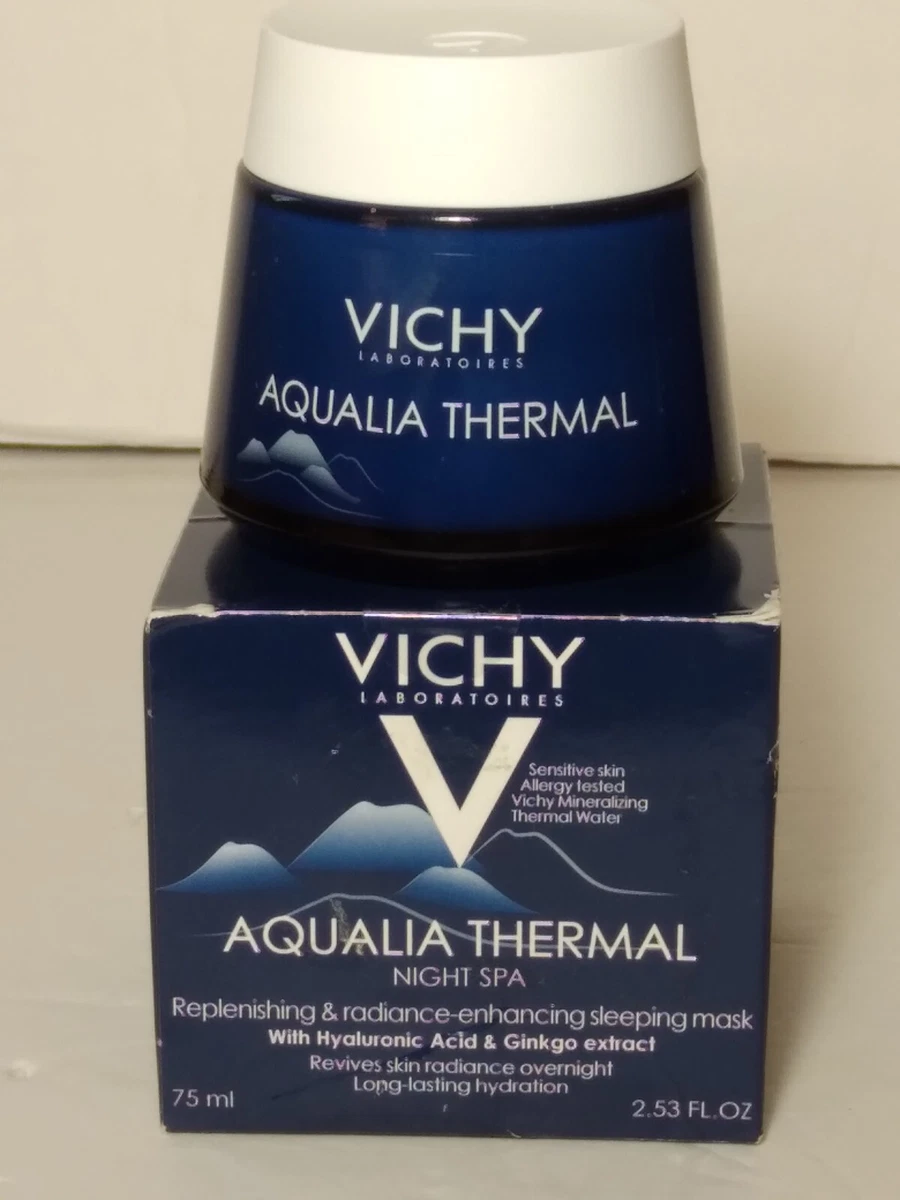 VICHY
LABORATOIRES
AQUALIA THERMAL
VICHY
LABORATOIRES
V
Sensitive skin
Allergy tested
Vichy Mineralizing
Thermal Water
AQUALIA THERMAL
NIGHT SPA
Replenishing & radiance-enhancing sleeping mask
With Hyaluronic Acid & Ginkgo extract
Revives skin radiance overnight
Long-lasting hydration
75 ml
2.53 FL.OZ